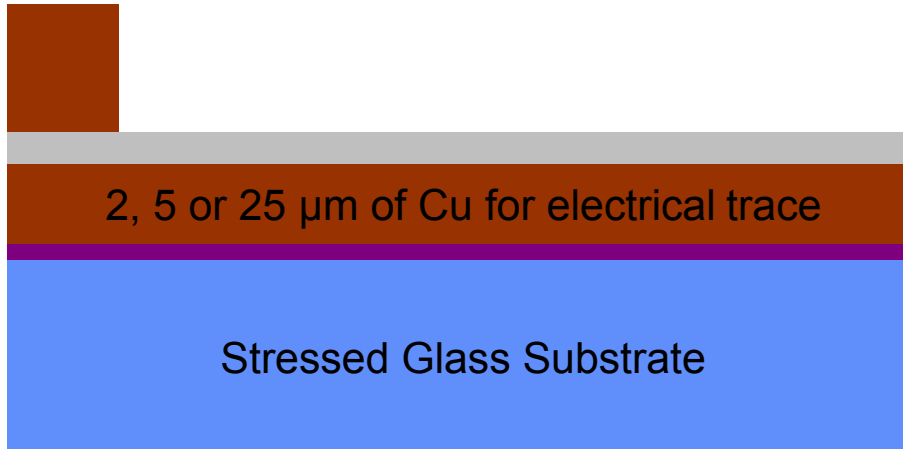 2, 5 or 25 µm of Cu for electrical trace
Stressed Glass Substrate